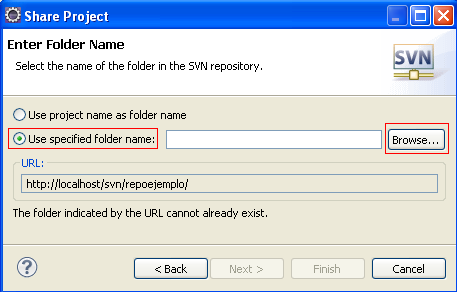 Share Project
Enter Folder Name
Select the name of the folder in the SVN repository.
SVN
Use project name as folder name
Use specified folder name:
Browse...
URL:
http://localhost/svn/repoejemplo/
The folder indicated by the URL cannot already exist.
?
< Back
Next >
Finish
Cancel